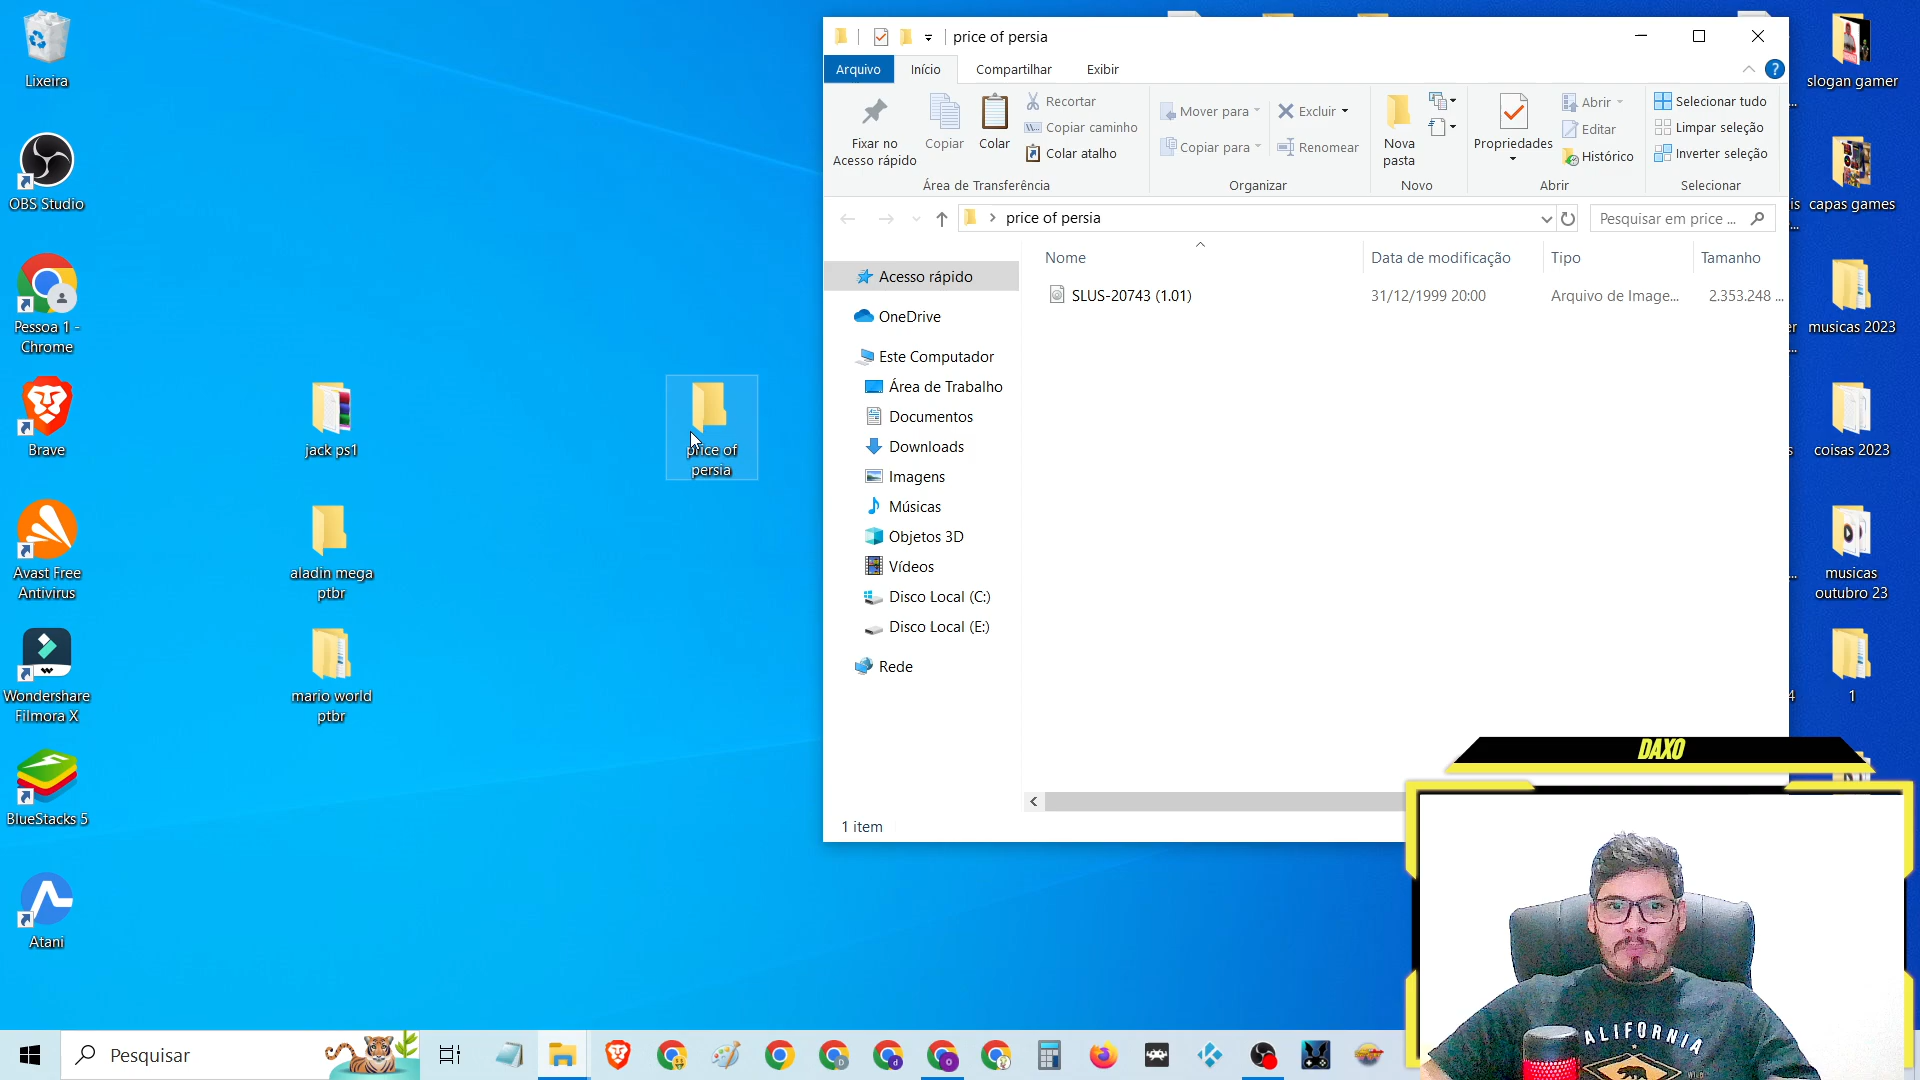 Lixeira
OBS Studio
Pessoa 1 -
Chrome
Brave
Avast Free
Antivirus
Wondershare
Filmora X
BlueStacks 5
Atani
jack ps1
aladin mega
ptbr
mario world
ptbr
price of
persia
price of persia
Arquivo
Início
Compartilhar
Exibir
Fixar no
Acesso rápido
Copiar
Colar
Recortar
Copiar caminho
Colar atalho
Área de Transferência
Mover para
Copiar para
Excluir
Renomear
Organizar
Nova
pasta
Novo
Propriedades
Abrir
Editar
Histórico
Abrir
Selecionar tudo
Limpar seleção
Inverter seleção
Selecionar
price of persia
Pesquisar em price ...
Nome
Data de modificação
Tipo
Tamanho
SLUS-20743 (1.01)
31/12/1999 20:00
Arquivo de Image...
2.353.248 ...
Acesso rápido
OneDrive
Este Computador
Área de Trabalho
Documentos
Downloads
Imagens
Músicas
Objetos 3D
Vídeos
Disco Local (C:)
Disco Local (E:)
Rede
1 item
slogan gamer
capas games
musicas 2023
coisas 2023
musicas
outubro 23
1
DAXO
CALIFORNIA
Pesquisar